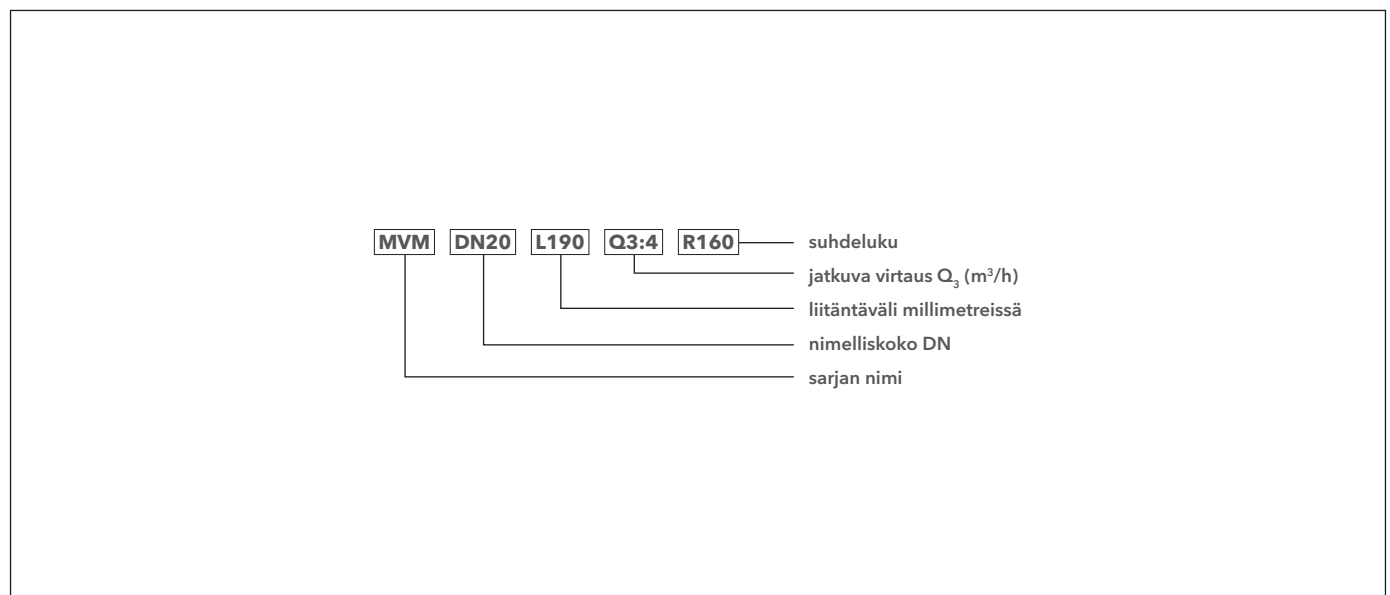 MVM DN20 L190 Q3:4 R160 suhdeluku
jatkuva virtaus Q₃ (m³/h)
liitäntäväli millimetreissä
nimelliskoko DN
sarjan nimi